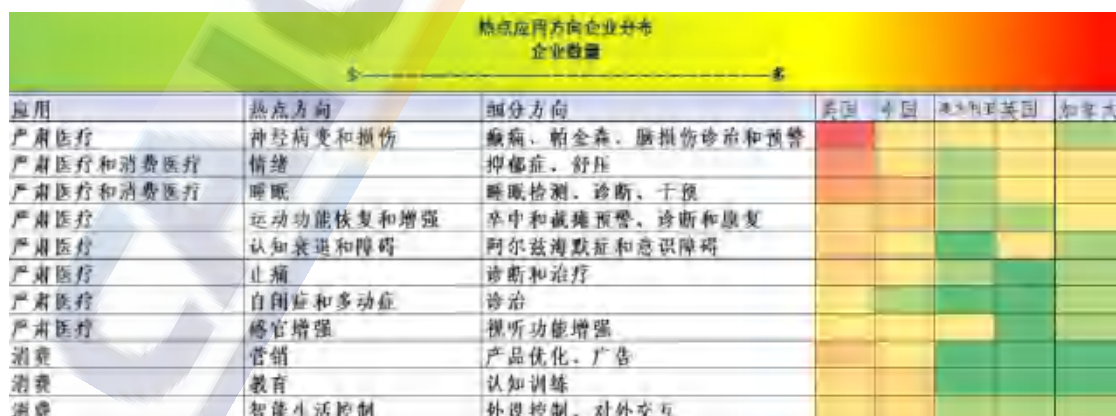 热点应用方向企业分布
企业数量
少 多
应用 热点方向 细分方向 美国 中国 澳大利亚 英国 加拿大
严肃医疗 神经病变和损伤 癫痫、帕金森、脑损伤诊治和预警
严肃医疗和消费医疗 情绪 抑郁症、舒压
严肃医疗和消费医疗 睡眠 睡眠检测、诊断、干预
严肃医疗 运动功能恢复和增强 卒中和截瘫预警、诊断和康复
严肃医疗 认知衰退和障碍 阿尔兹海默症和意识障碍
严肃医疗 止痛 诊断和治疗
严肃医疗 自闭症和多动症 诊治
严肃医疗 感官增强 视听功能增强
消费 营销 产品优化、广告
消费 教育 认知训练
消费 智能生活控制 外设控制、对外交互